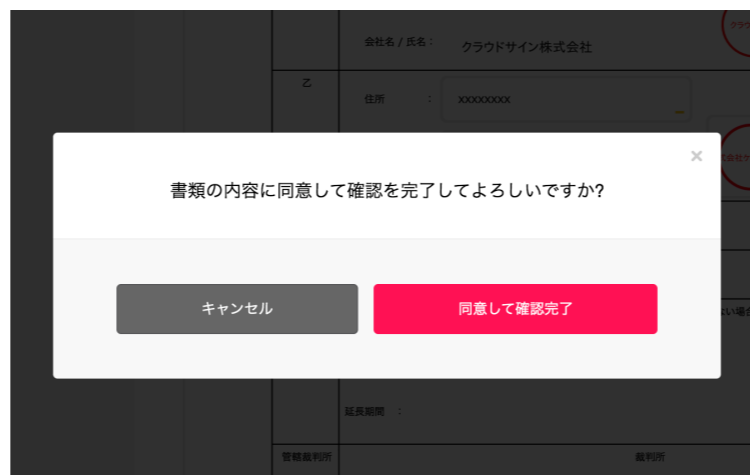 会社名 / 氏名：
クラウドサイン株式会社
乙
住所 ：
xxxxxxxx
×
書類の内容に同意して確認を完了してよろしいですか?
キャンセル
同意して確認完了
延長期間 ：
管轄裁判所
裁判所